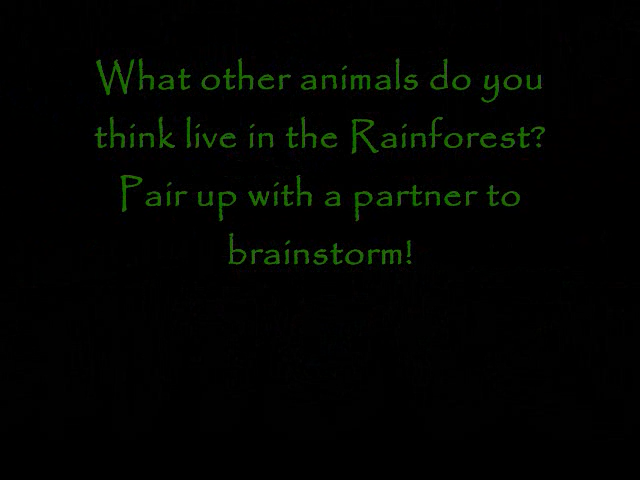 What other animals do you
think live in the Rainforest?
Pair up with a partner to
brainstorm!